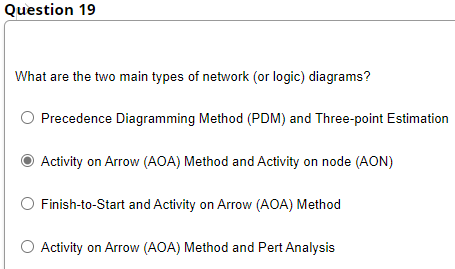 Question 19
What are the two main types of network (or logic) diagrams?
Precedence Diagramming Method (PDM) and Three-point Estimation
Activity on Arrow (AOA) Method and Activity on node (AON)
Finish-to-Start and Activity on Arrow (AOA) Method
Activity on Arrow (AOA) Method and Pert Analysis